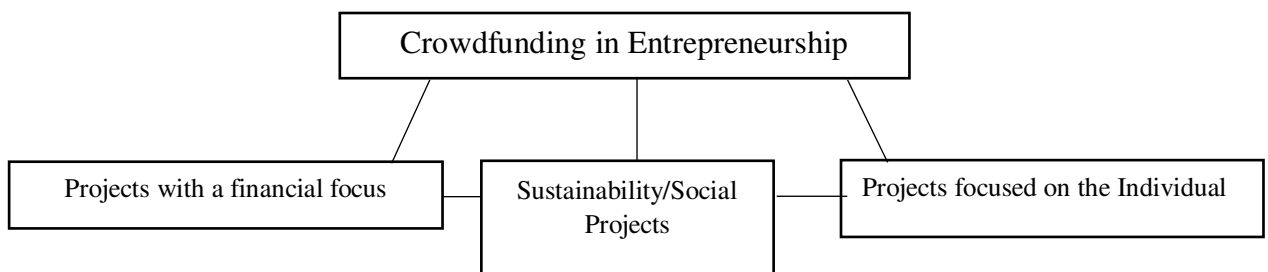 Crowdfunding in Entrepreneurship
Projects with a financial focus
Sustainability/Social
Projects
Projects focused on the Individual